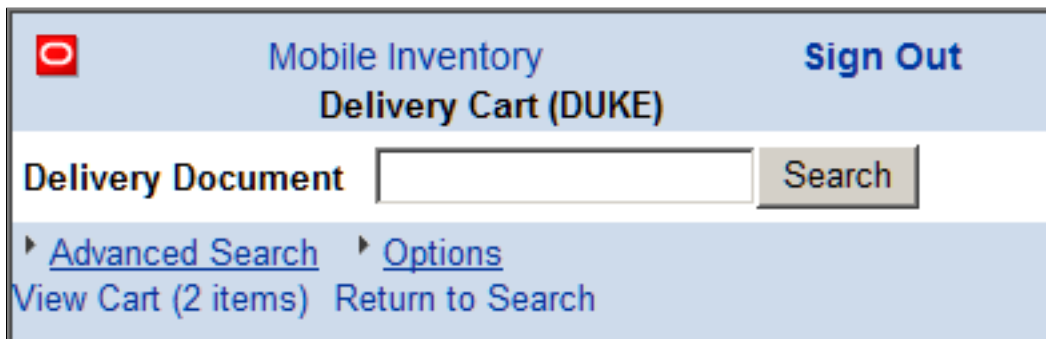 Mobile Inventory Sign Out
Delivery Cart (DUKE)
Delivery Document Search
Advanced Search Options
View Cart (2 items) Return to Search